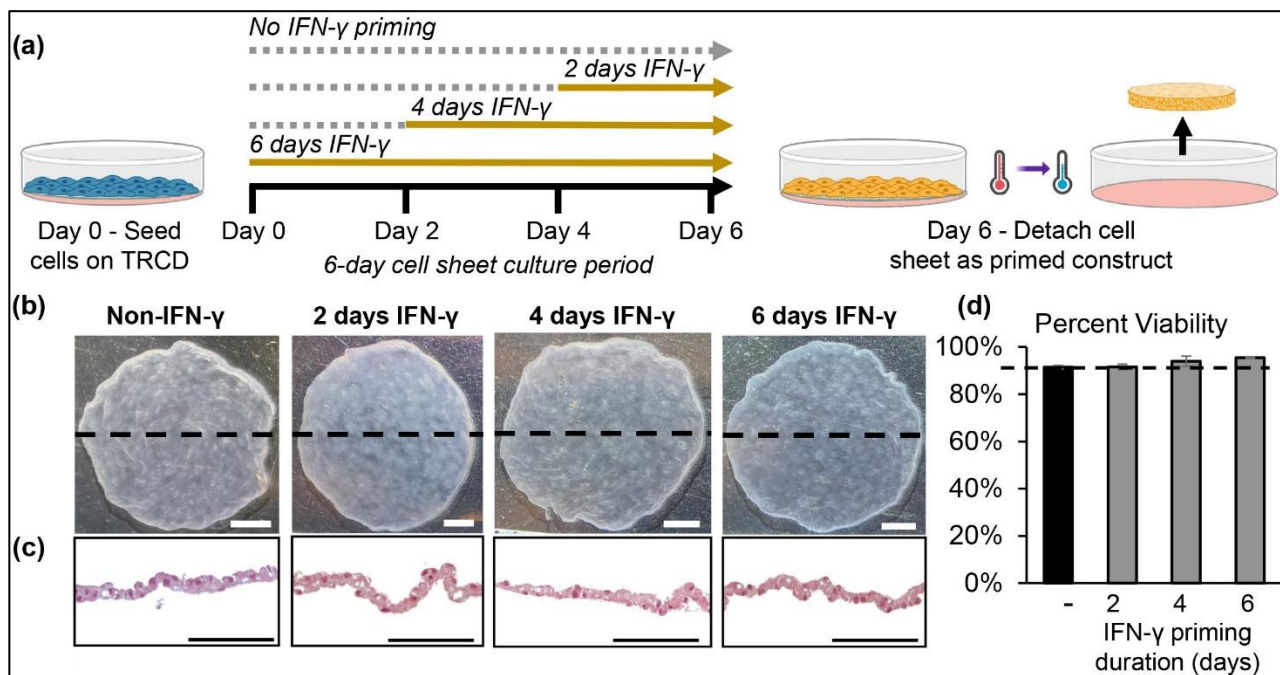 (a)
No IFN-γ priming
2 days IFN-γ
4 days IFN-γ
6 days IFN-γ
Day 0 - Seed
cells on TRCD
Day 0
Day 2
Day 4
Day 6
6-day cell sheet culture period
Day 6 - Detach cell
sheet as primed construct
(b)
Non-IFN-γ
2 days IFN-γ
4 days IFN-γ
6 days IFN-γ
(c)
(d)
Percent Viability
100%
80%
60%
40%
20%
0%
- 2 4 6
IFN-γ priming
duration (days)